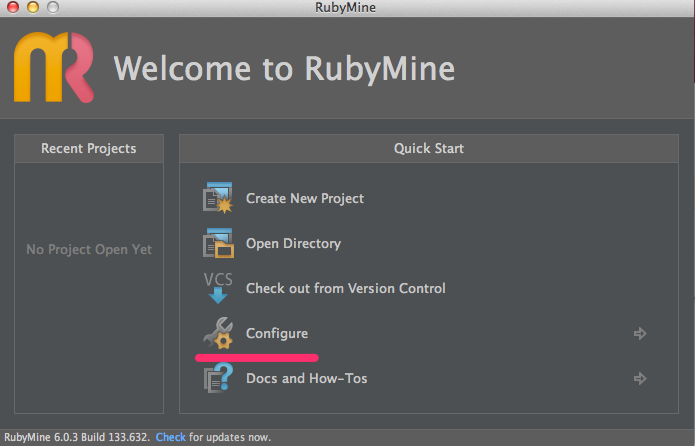 RubyMine
Welcome to RubyMine
Recent Projects
No Project Open Yet
Quick Start
Create New Project
Open Directory
VCS
Check out from Version Control
Configure
Docs and How-Tos
RubyMine 6.0.3 Build 133.632. Check for updates now.